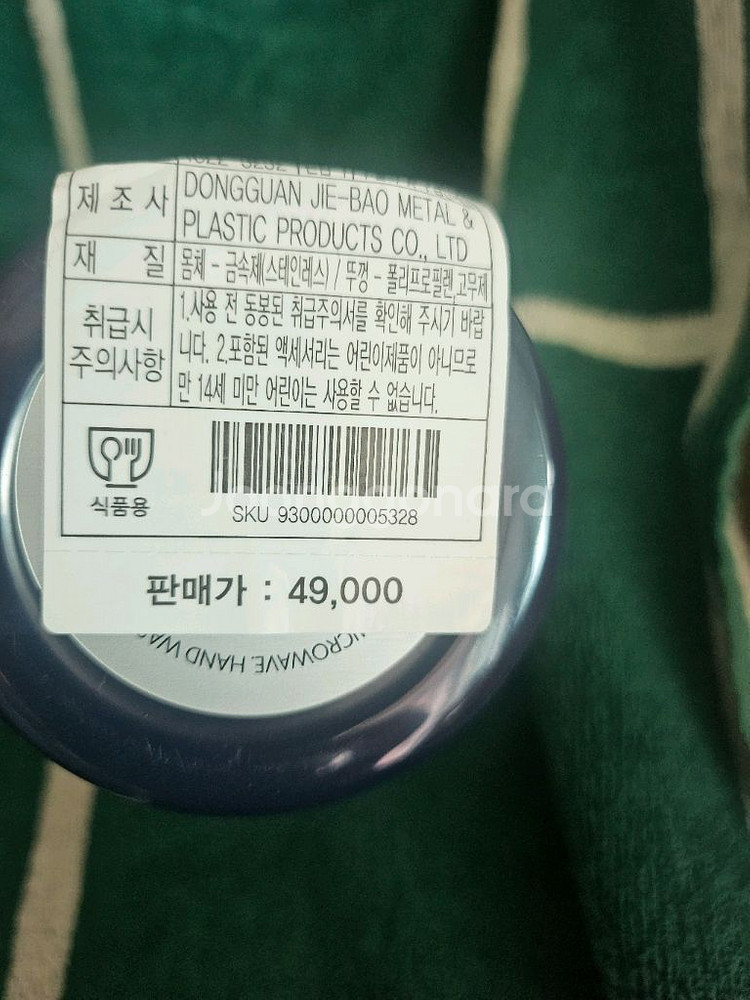 제 조 사
DONGGUAN JIE-BAO METAL &
PLASTIC PRODUCTS CO., LTD
재 질
몸체 - 금속제(스테인레스) / 뚜껑 - 폴리프로필렌,고무제
취급시
주의사항
1.사용 전 동봉된 취급주의서를 확인해 주시기 바랍
니다. 2.포함된 액세서리는 어린이제품이 아니므로
만 14세 미만 어린이는 사용할 수 없습니다.
식품용
SKU 9300000005328
판매가 : 49,000
MICROWAVE. HAND
joonggonara